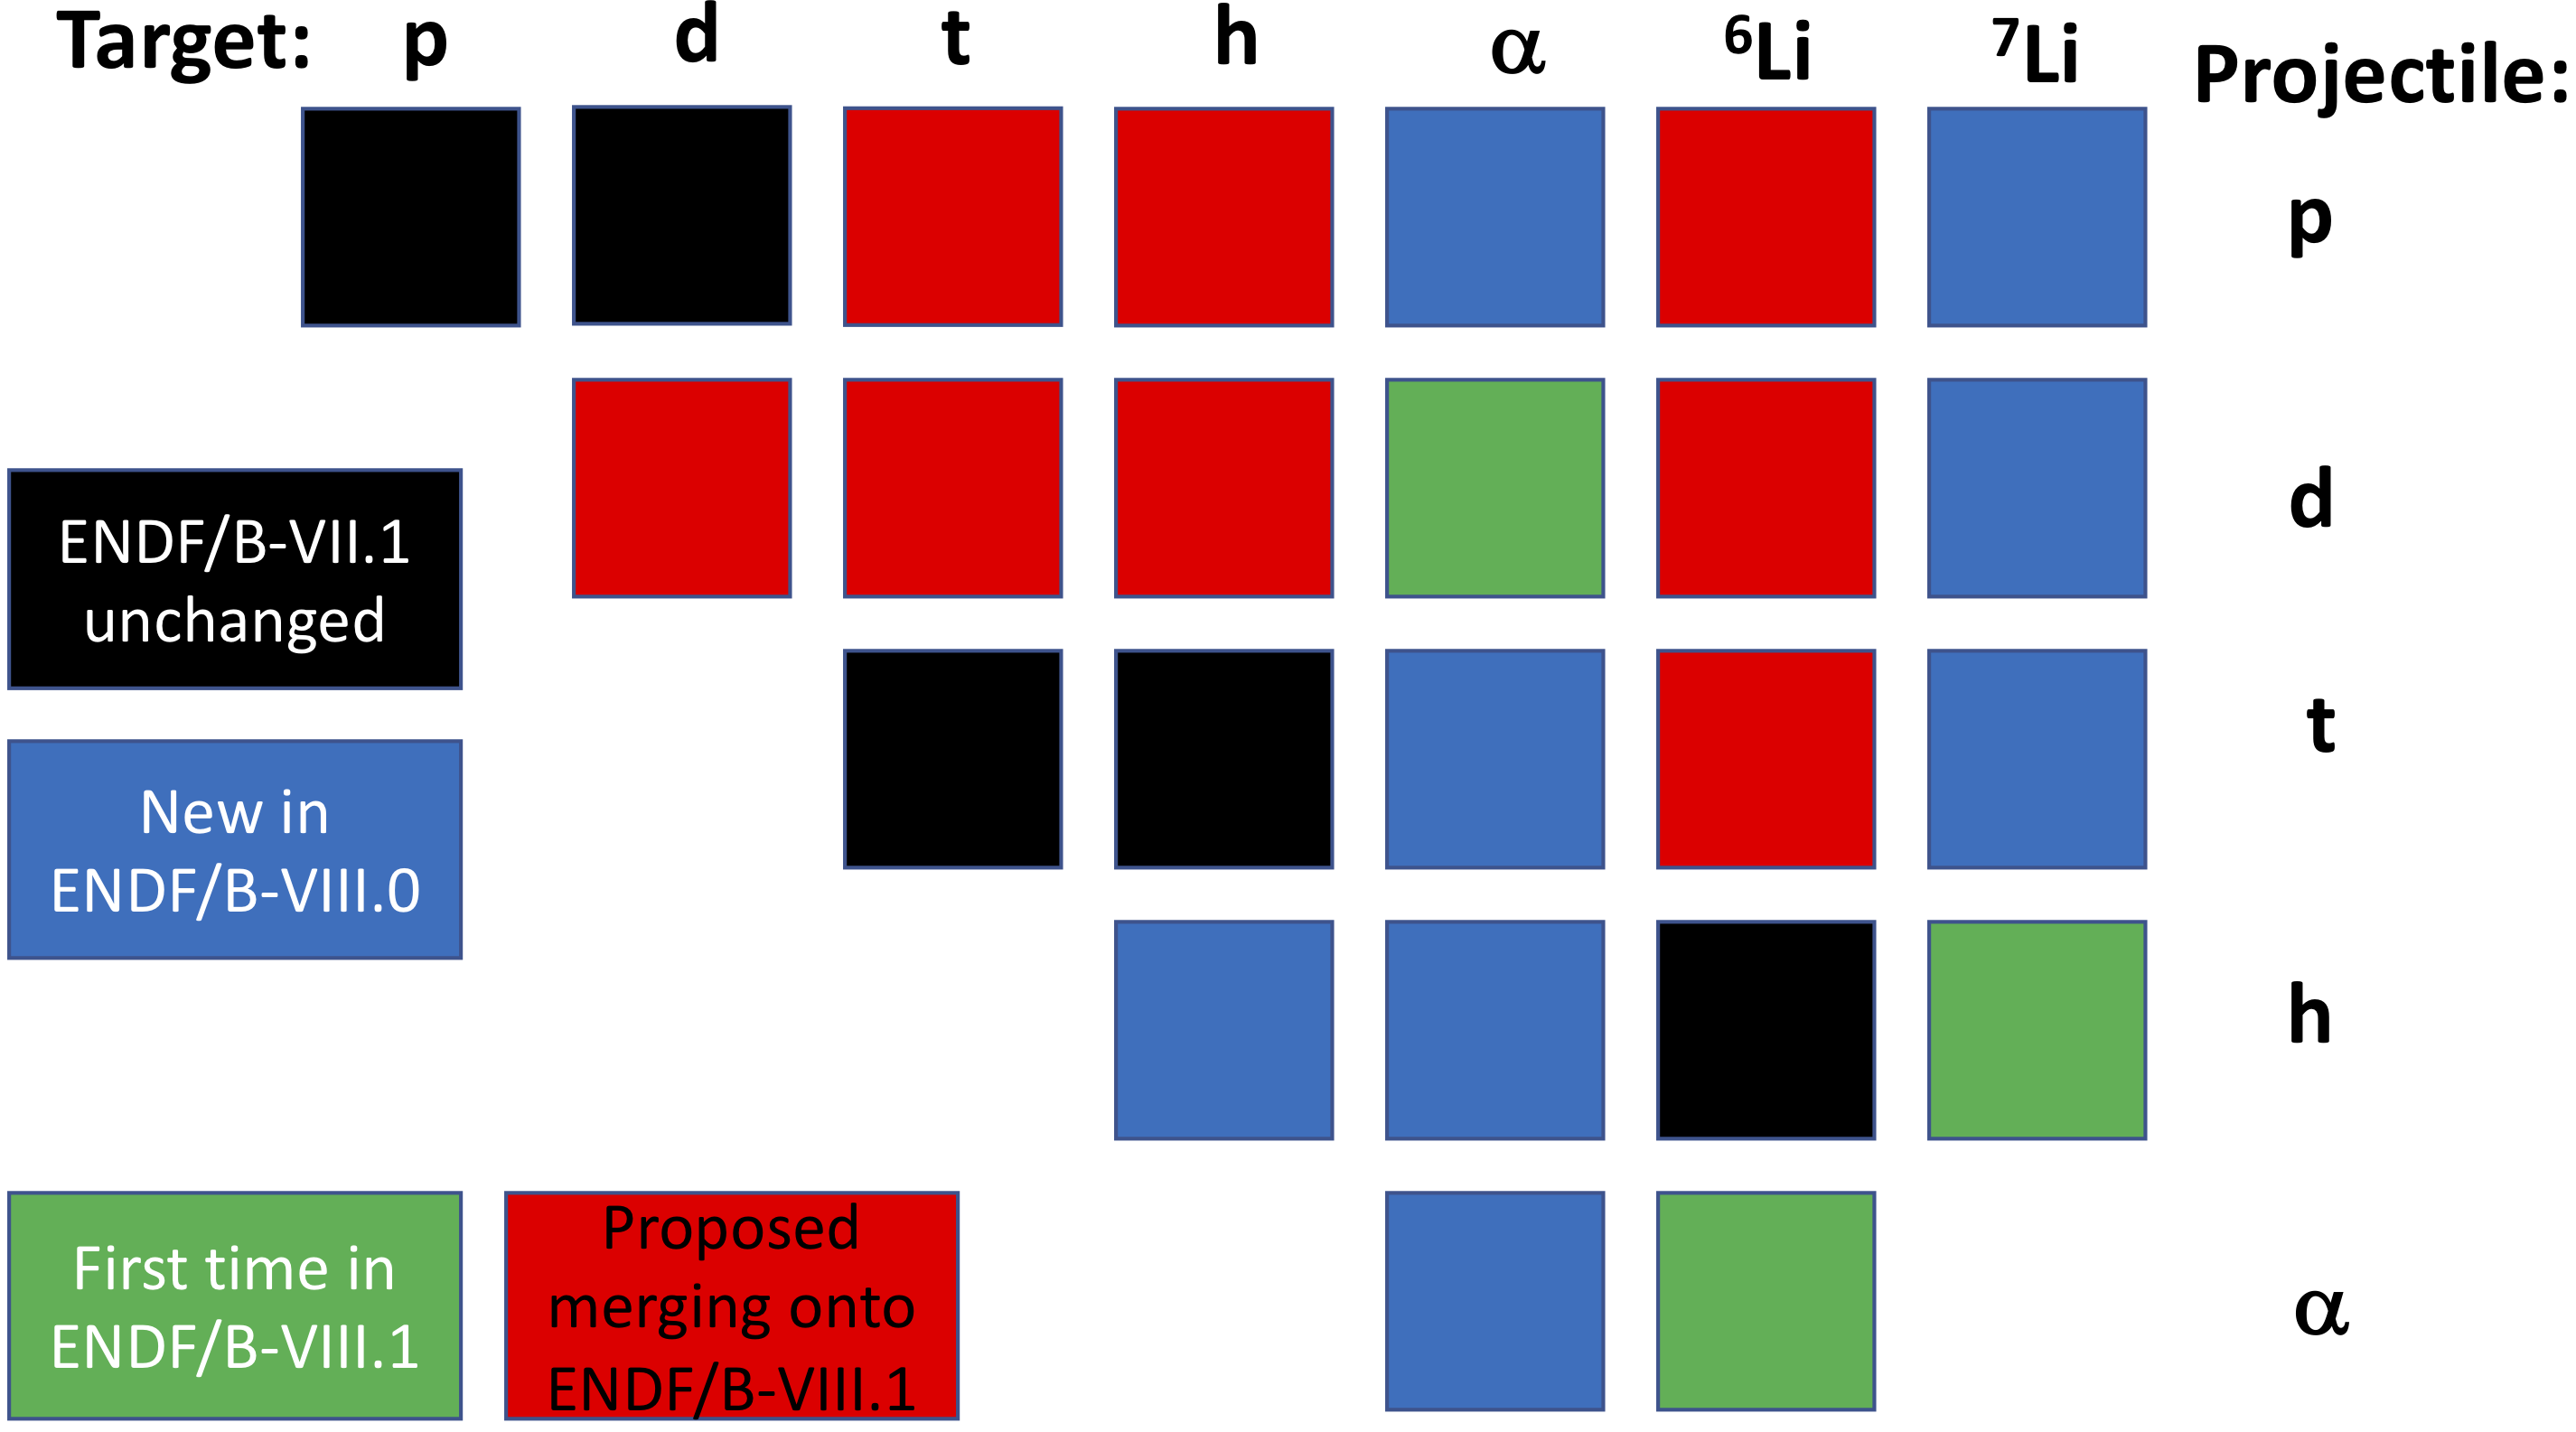 Target: p d t h α ⁶Li ⁷Li Projectile:
p
d
ENDF/B-VII.1
unchanged
t
New in
ENDF/B-VIII.0
h
First time in
ENDF/B-VIII.1
Proposed
merging onto
ENDF/B-VIII.1
α